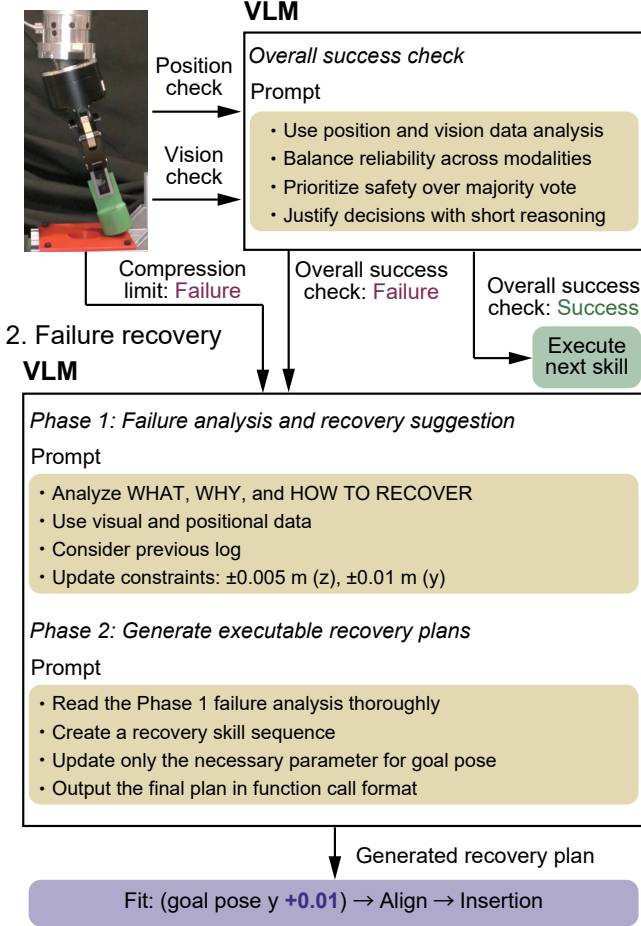 VLM
Position
check
Vision
check
Overall success check
Prompt
・Use position and vision data analysis
・Balance reliability across modalities
・Prioritize safety over majority vote
・Justify decisions with short reasoning
Compression
limit: Failure
Overall success
check: Failure
Overall success
check: Success
Execute
next skill
2. Failure recovery
VLM
Phase 1: Failure analysis and recovery suggestion
Prompt
・Analyze WHAT, WHY, and HOW TO RECOVER
・Use visual and positional data
・Consider previous log
・Update constraints: ±0.005 m (z), ±0.01 m (y)
Phase 2: Generate executable recovery plans
Prompt
・Read the Phase 1 failure analysis thoroughly
・Create a recovery skill sequence
・Update only the necessary parameter for goal pose
・Output the final plan in function call format
Generated recovery plan
Fit: (goal pose y +0.01) → Align → Insertion